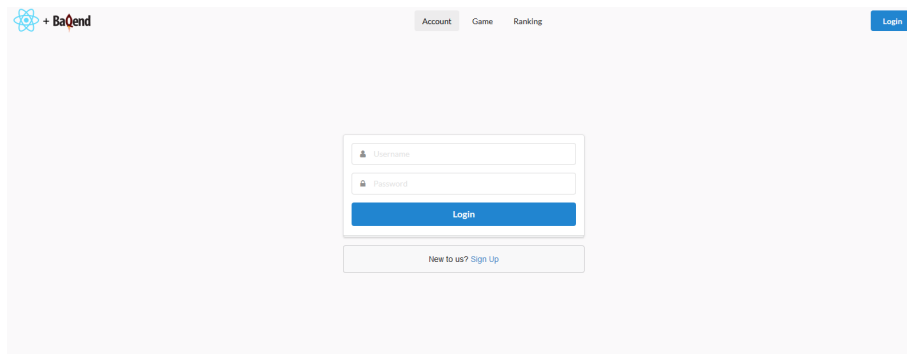 + BaQend
Account Game Ranking
Login
Username
Password
Login
New to us? Sign Up